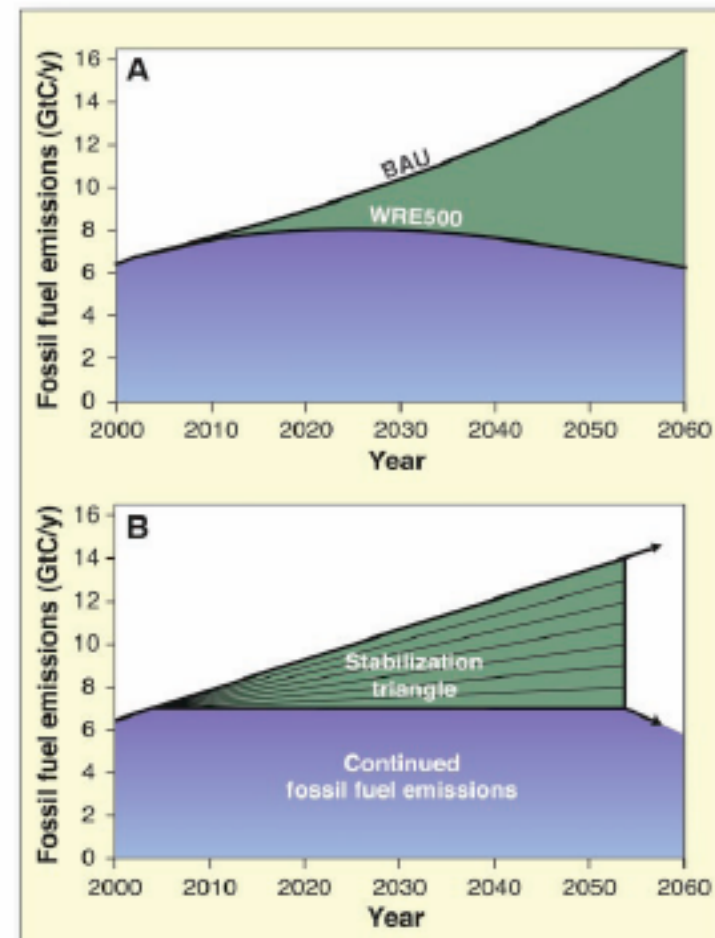 A
Fossil fuel emissions (GtC/y)
16
14
12
10
8
6
4
2
0
BAU
WRE500
2000 2010 2020 2030 2040 2050 2060
Year
B
Fossil fuel emissions (GtC/y)
16
14
12
10
8
6
4
2
0
Stabilization
triangle
Continued
fossil fuel emissions
2000 2010 2020 2030 2040 2050 2060
Year